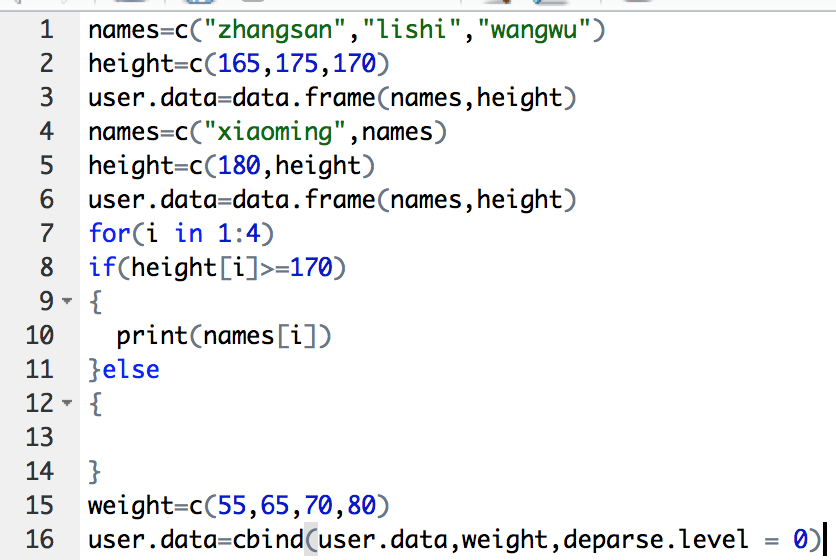 1 names=c("zhangsan","lishi","wangwu")
2 height=c(165,175,170)
3 user.data=data.frame(names,height)
4 names=c("xiaoming",names)
5 height=c(180,height)
6 user.data=data.frame(names,height)
7 for(i in 1:4)
8 if(height[i]>=170)
9 {
10   print(names[i])
11 }else
12 {
13
14 }
15 weight=c(55,65,70,80)
16 user.data=cbind(user.data,weight,deparse.level = 0)